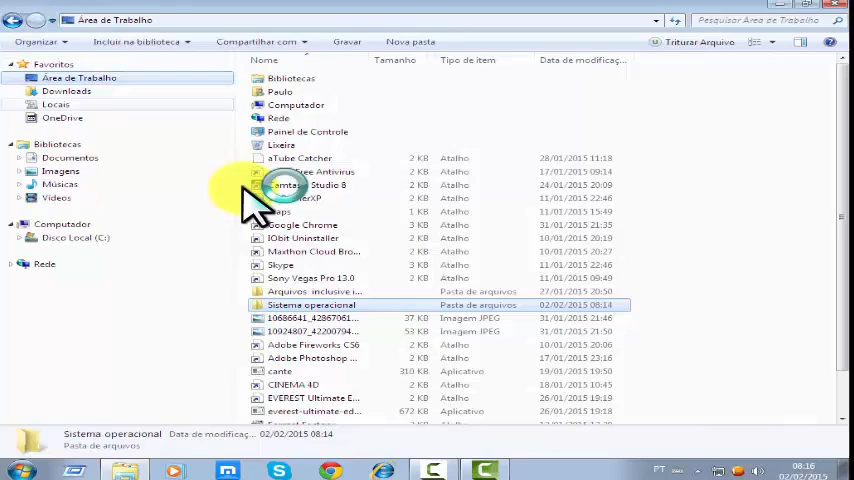 Área de Trabalho
Pesquisar Área de Trabalho
Organizar Incluir na biblioteca Compartilhar com Gravar Nova pasta Triturar Arquivo
Favoritos
Área de Trabalho
Downloads
Locais
OneDrive
Bibliotecas
Documentos
Imagens
Músicas
Vídeos
Computador
Disco Local (C:)
Rede
Nome Tamanho Tipo de item Data de modificaç...
Bibliotecas
Paulo
Computador
Rede
Painel de Controle
Lixeira
aTube Catcher 2 KB Atalho 28/01/2015 11:18
Free Antivirus 2 KB Atalho 17/01/2015 09:14
Studio 8 2 KB Atalho 24/01/2015 20:09
2 KB Atalho 11/01/2015 22:46
2 KB Atalho 11/01/2015 15:49
Google Chrome 2 KB Atalho 31/01/2015 21:35
IObit Uninstaller 2 KB Atalho 10/01/2015 20:19
Maxthon Cloud Bro... 2 KB Atalho 10/01/2015 20:27
Skype 3 KB Atalho 11/01/2015 22:46
Sony Vegas Pro 13.0 2 KB Atalho 11/01/2015 09:49
Arquivos inclusive i... Pasta de arquivos 27/01/2015 20:50
Sistema operacional Pasta de arquivos 02/02/2015 08:14
10686641_42867061... 37 KB Imagem JPEG 31/01/2015 21:46
10924807_42200794... 53 KB Imagem JPEG 31/01/2015 21:50
Adobe Fireworks CS6 2 KB Atalho 11/01/2015 20:29
Adobe Photoshop ... 2 KB Atalho 17/01/2015 23:16
cante 310 KB Aplicativo 19/01/2015 19:50
CINEMA 4D 2 KB Atalho 18/01/2015 10:45
EVEREST Ultimate E... 2 KB Atalho 26/01/2015 19:19
everest-ultimate-ed... 672 KB Aplicativo 26/01/2015 19:18
Sistema operacional Data de modificaç... 02/02/2015 08:14
Pasta de arquivos
PT
08:16
02/02/2015